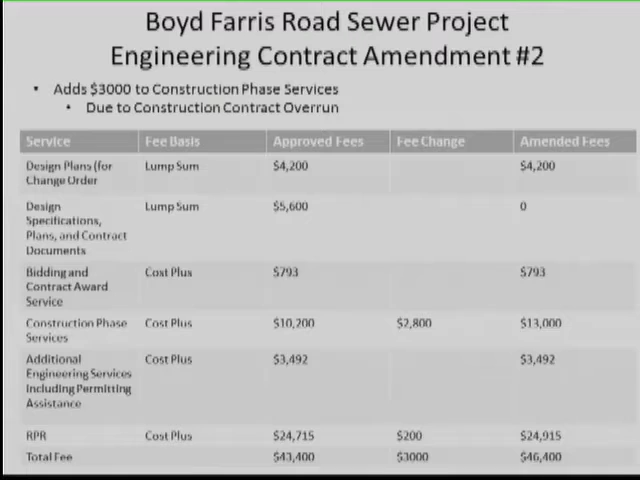 Boyd Farris Road Sewer Project
Engineering Contract Amendment #2
• Adds $3000 to Construction Phase Services
• Due to Construction Contract Overrun
Service Fee Basis Approved Fees Fee Change Amended Fees
Design Plans (for Lump Sum $4,200 $4,200
Change Order
Design Lump Sum $5,600 0
Specifications,
Plans, and Contract
Documents
Bidding and Cost Plus $793 $793
Contract Award
Service
Construction Phase Cost Plus $10,200 $2,800 $13,000
Services
Additional Cost Plus $3,492 $3,492
Engineering Services
Including Permitting
Assistance
RPR Cost Plus $24,715 $200 $24,915
Total Fee $43,400 $3000 $46,400